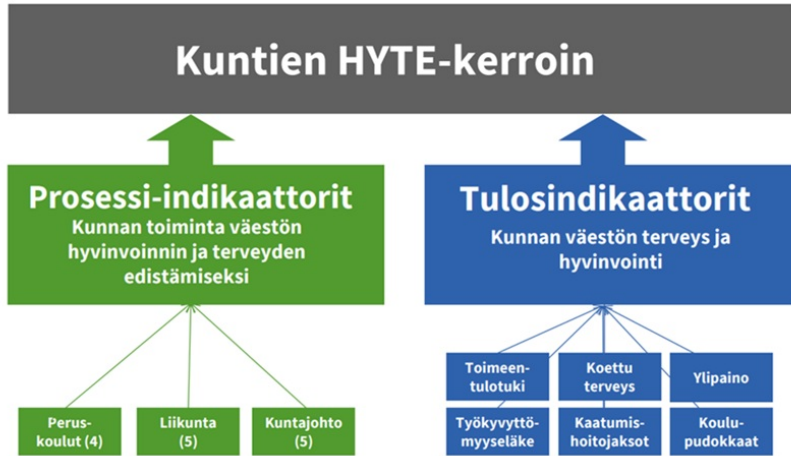 Kuntien HYTE-kerroin
Prosessi-indikaattorit
Kunnan toiminta väestön
hyvinvoinnin ja terveyden
edistämiseksi
Tulosindikaattorit
Kunnan väestön terveys ja
hyvinvointi
Perus-
koulut (4)
Liikunta
(5)
Kuntajohto
(5)
Toimeen-
tulotuki
Koettu
terveys
Ylipaino
Työkyvyttö-
myyseläke
Kaatumis-
hoitojaksot
Koulu-
pudokkaat